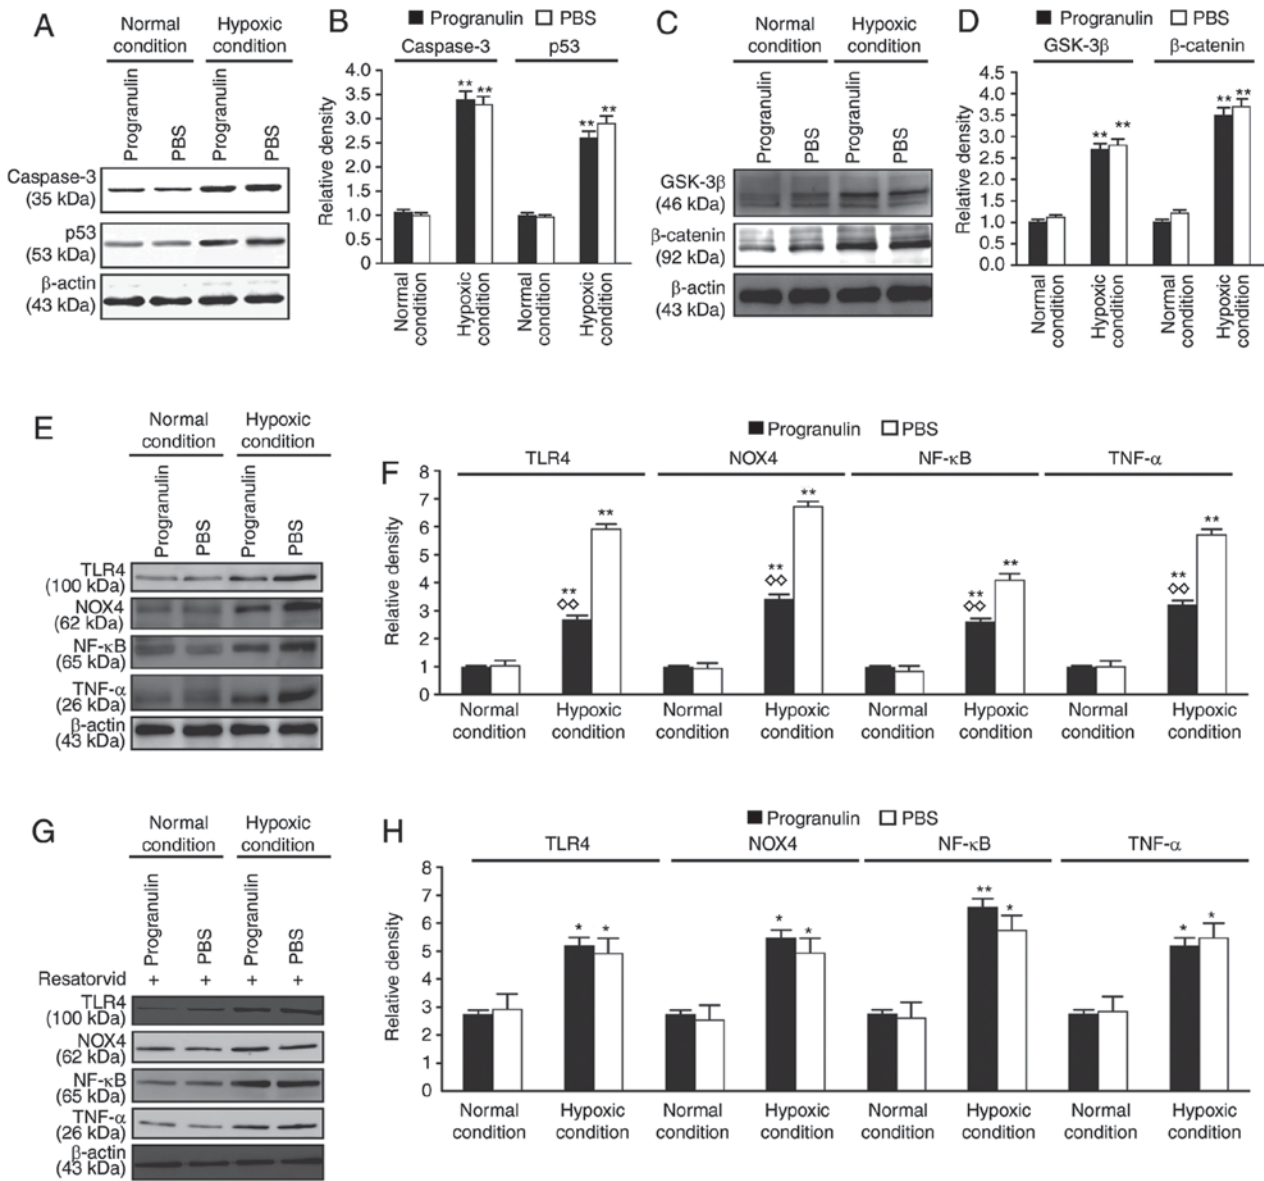 A
Normal condition
Hypoxic condition
Progranulin
PBS
Progranulin
PBS
Caspase-3
(35 kDa)
p53
(53 kDa)
β-actin
(43 kDa)
B
Progranulin PBS
Caspase-3 p53
Relative density
4.0
3.5
3.0
2.5
2.0
1.5
1.0
0.5
0
** ** ** **
Normal condition
Hypoxic condition
Normal condition
Hypoxic condition
C
Normal condition
Hypoxic condition
Progranulin
PBS
Progranulin
PBS
GSK-3β
(46 kDa)
β-catenin
(92 kDa)
β-actin
(43 kDa)
D
Progranulin PBS
GSK-3β β-catenin
Relative density
4.5
4.0
3.5
3.0
2.5
2.0
1.5
1.0
0.5
0.0
** ** ** **
Normal condition
Hypoxic condition
Normal condition
Hypoxic condition
E
Normal condition
Hypoxic condition
Progranulin
PBS
Progranulin
PBS
TLR4
(100 kDa)
NOX4
(62 kDa)
NF-κB
(65 kDa)
TNF-α
(26 kDa)
β-actin
(43 kDa)
F
Progranulin PBS
TLR4 NOX4 NF-κB TNF-α
Relative density
8
7
6
5
4
3
2
1
0
** ** ** ** ** ** ** **
◇◇ ◇◇ ◇◇ ◇◇
Normal condition
Hypoxic condition
Normal condition
Hypoxic condition
Normal condition
Hypoxic condition
Normal condition
Hypoxic condition
G
Normal condition
Hypoxic condition
Progranulin
PBS
Progranulin
PBS
Resatorvid + + + +
TLR4
(100 kDa)
NOX4
(62 kDa)
NF-κB
(65 kDa)
TNF-α
(26 kDa)
β-actin
(43 kDa)
H
Progranulin PBS
TLR4 NOX4 NF-κB TNF-α
Relative density
8
7
6
5
4
3
2
1
0
* * * * ** * * *
Normal condition
Hypoxic condition
Normal condition
Hypoxic condition
Normal condition
Hypoxic condition
Normal condition
Hypoxic condition